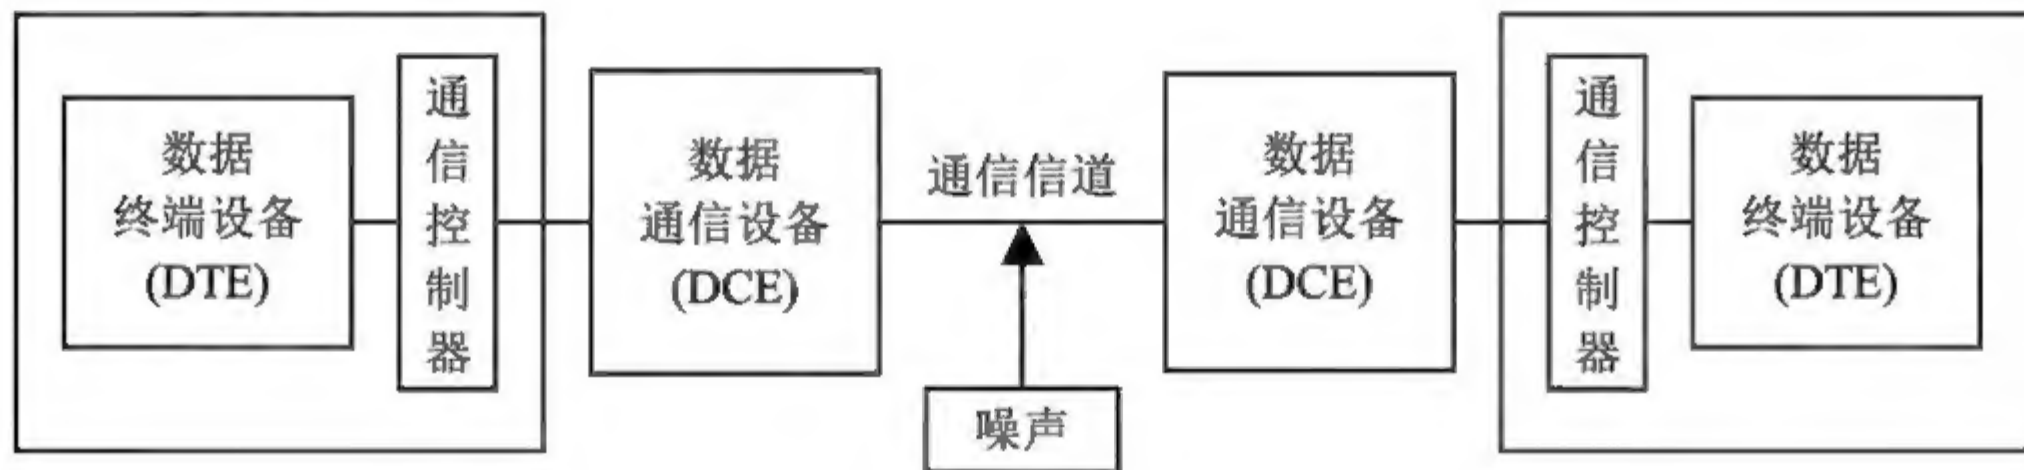 数据
终端设备
(DTE)
通信控制器
数据
通信设备
(DCE)
通信信道
噪声
数据
通信设备
(DCE)
通信控制器
数据
终端设备
(DTE)